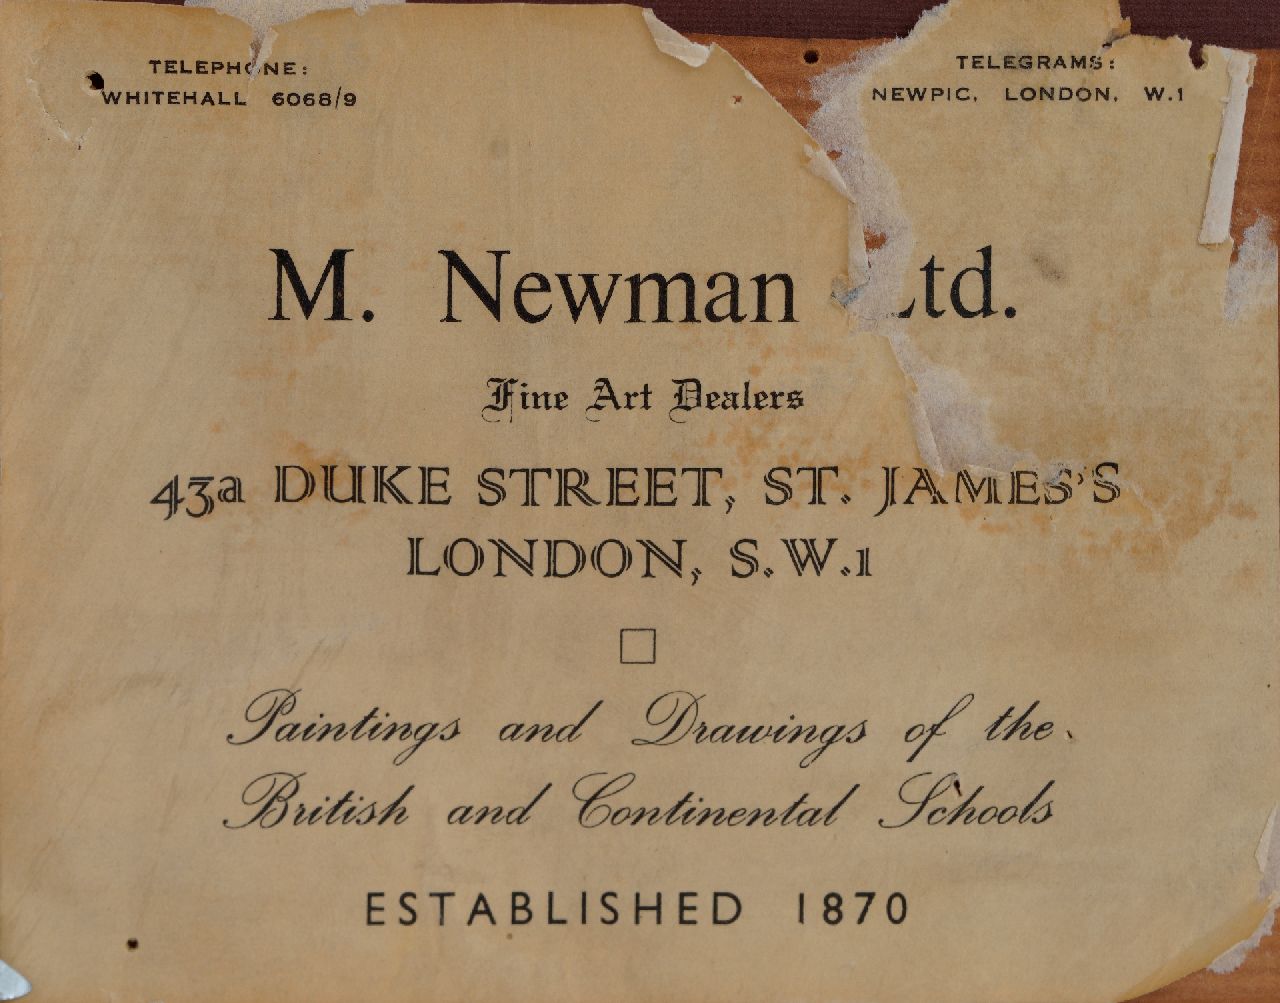 TELEPHONE:
WHITEHALL 6068/9
TELEGRAMS:
NEWPIC, LONDON, W.1
M. Newman Ltd.
Fine Art Dealers
43a DUKE STREET, ST. JAMES'S
LONDON, S.W.1
Paintings and Drawings of the
British and Continental Schools
ESTABLISHED 1870